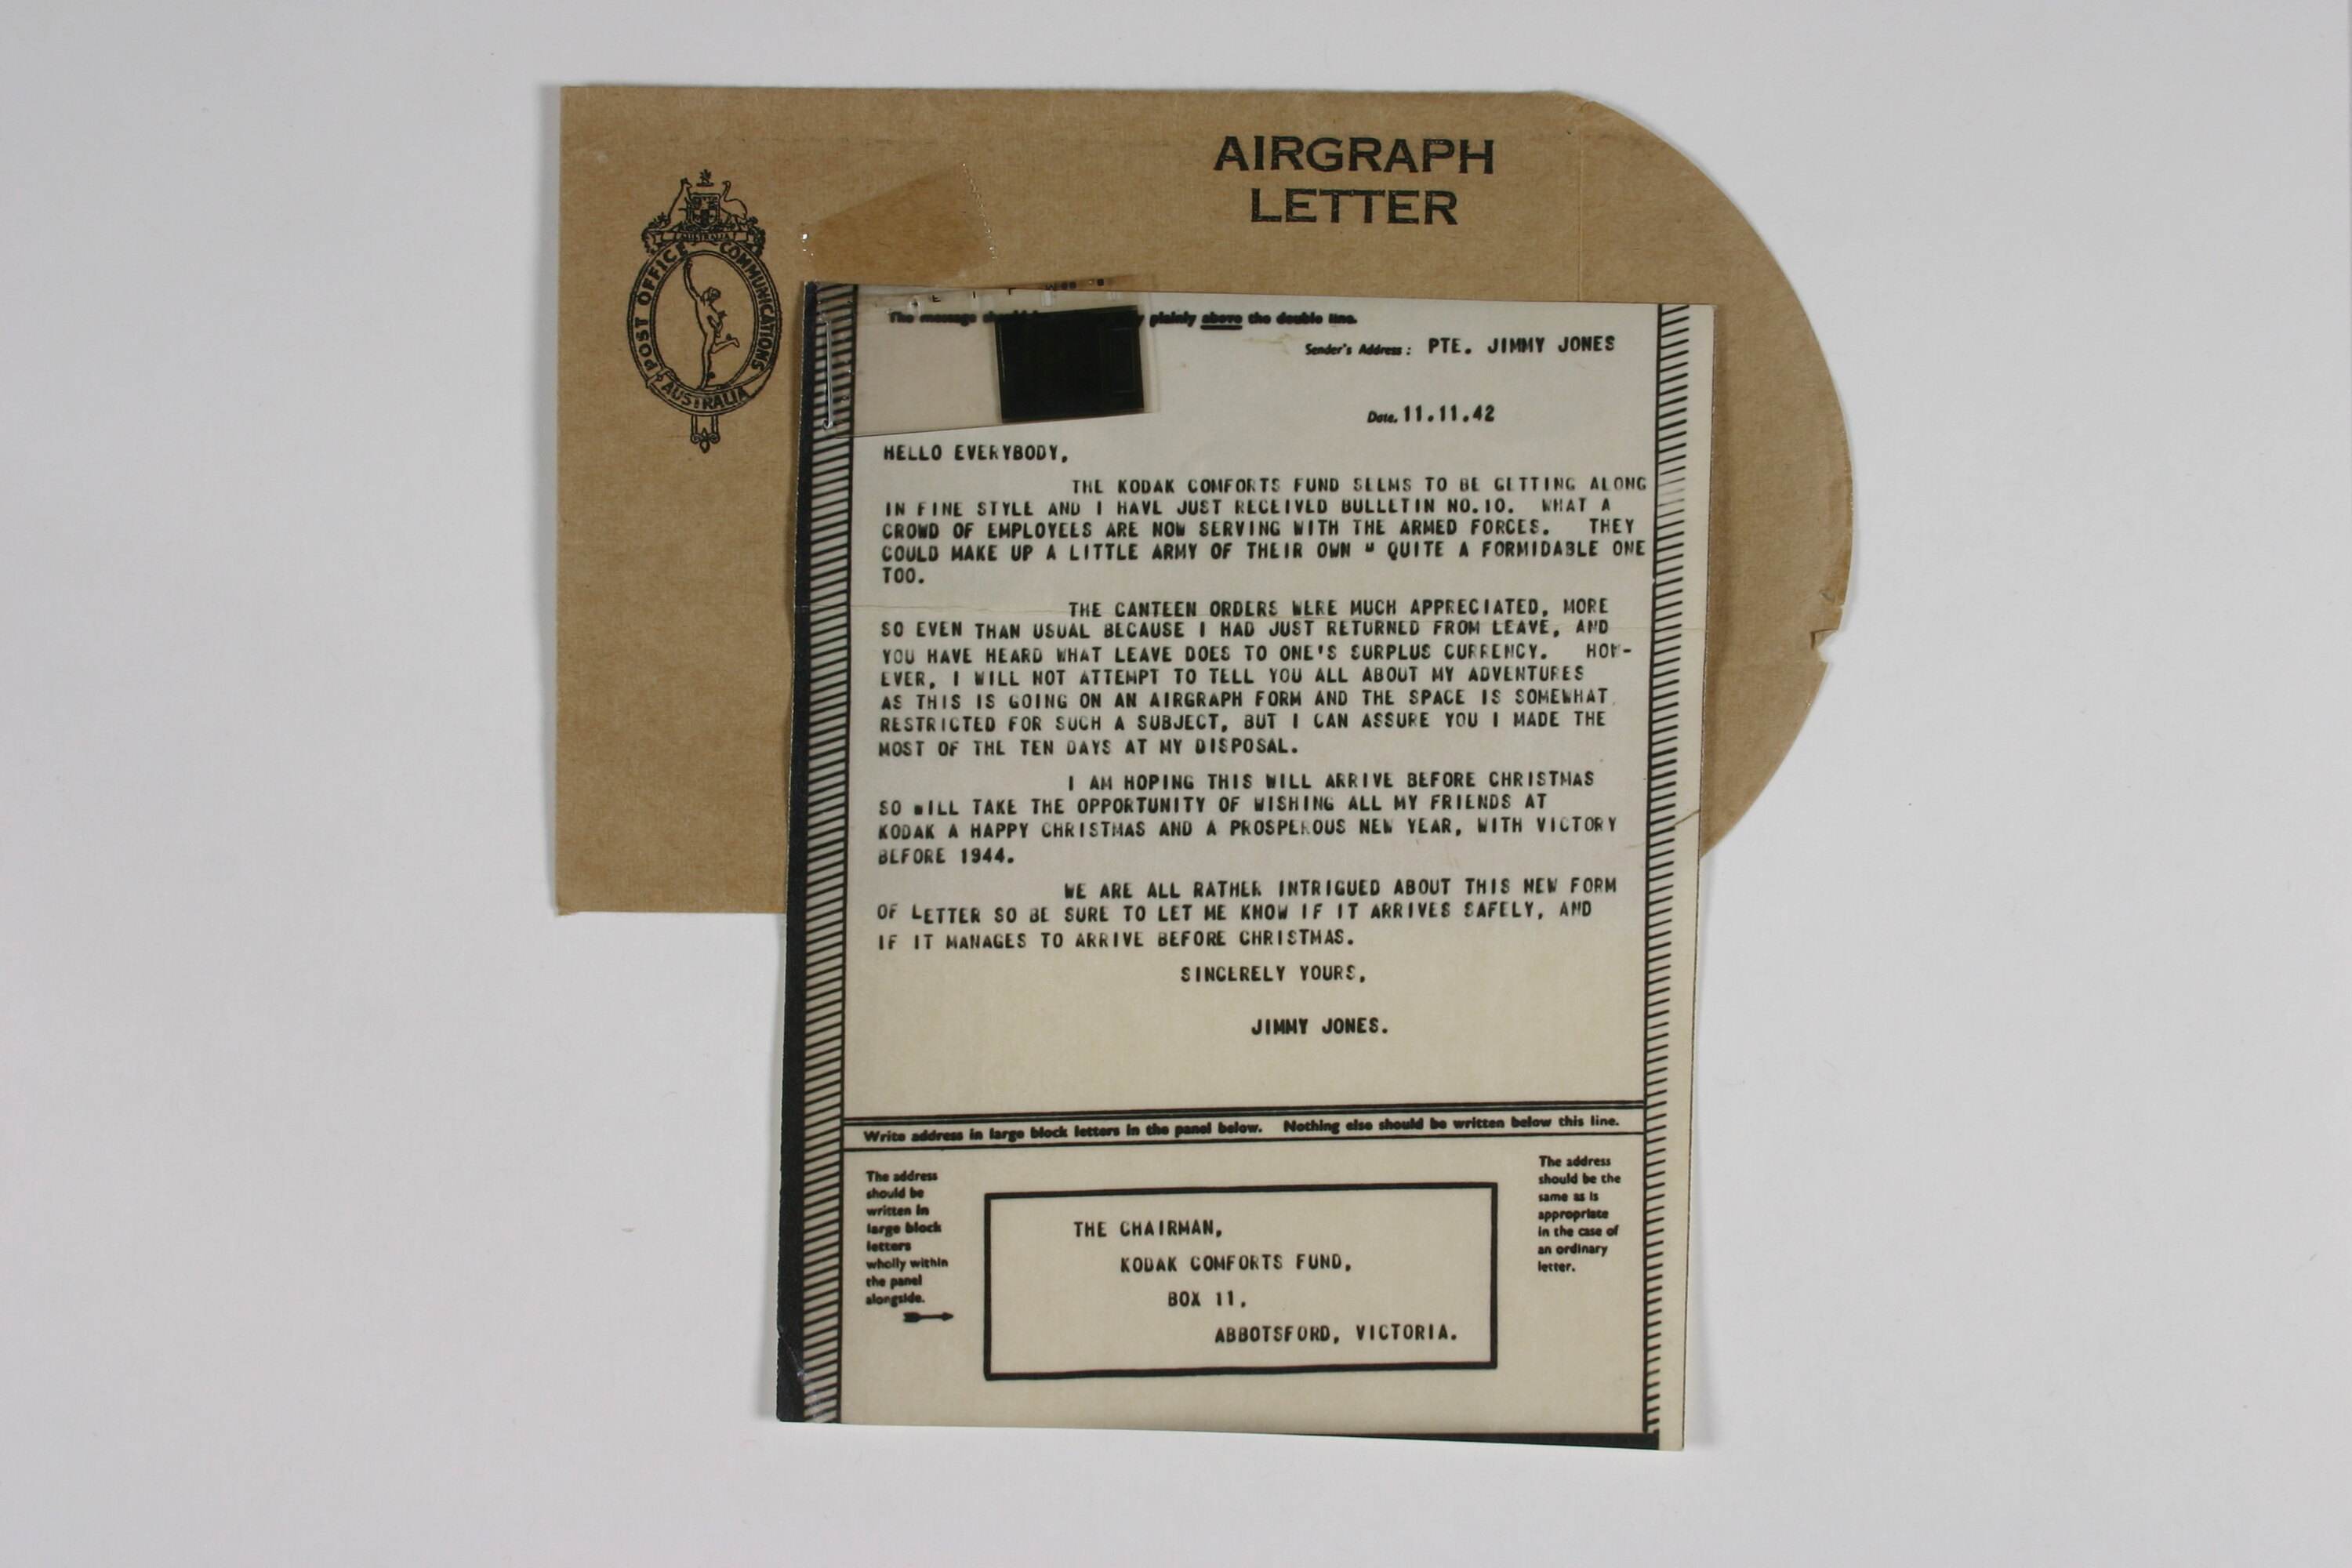 AIRGRAPH
LETTER
AUSTRALIA
POST OFFICE COMMUNICATIONS
AUSTRALIA
The message plainly above the double line.
Sender's Address: PTE. JIMMY JONES
Date. 11.11.42
HELLO EVERYBODY,
THE KODAK COMFORTS FUND SEEMS TO BE GETTING ALONG
IN FINE STYLE AND I HAVE JUST RECEIVED BULLETIN NO.10. WHAT A
CROWD OF EMPLOYEES ARE NOW SERVING WITH THE ARMED FORCES. THEY
COULD MAKE UP A LITTLE ARMY OF THEIR OWN " QUITE A FORMIDABLE ONE
TOO.
THE CANTEEN ORDERS WERE MUCH APPRECIATED, MORE
SO EVEN THAN USUAL BECAUSE I HAD JUST RETURNED FROM LEAVE, AND
YOU HAVE HEARD WHAT LEAVE DOES TO ONE'S SURPLUS CURRENCY. HOW-
EVER, I WILL NOT ATTEMPT TO TELL YOU ALL ABOUT MY ADVENTURES
AS THIS IS GOING ON AN AIRGRAPH FORM AND THE SPACE IS SOMEWHAT
RESTRICTED FOR SUCH A SUBJECT, BUT I CAN ASSURE YOU I MADE THE
MOST OF THE TEN DAYS AT MY DISPOSAL.
I AM HOPING THIS WILL ARRIVE BEFORE CHRISTMAS
SO WILL TAKE THE OPPORTUNITY OF WISHING ALL MY FRIENDS AT
KODAK A HAPPY CHRISTMAS AND A PROSPEROUS NEW YEAR, WITH VICTORY
BEFORE 1944.
WE ARE ALL RATHER INTRIGUED ABOUT THIS NEW FORM
OF LETTER SO BE SURE TO LET ME KNOW IF IT ARRIVES SAFELY, AND
IF IT MANAGES TO ARRIVE BEFORE CHRISTMAS.
SINCERELY YOURS,
JIMMY JONES.
Write address in large block letters in the panel below. Nothing else should be written below this line.
The address
should be
written in
large block
letters
wholly within
the panel
alongside.
THE CHAIRMAN,
KODAK COMFORTS FUND,
BOX 11,
ABBOTSFORD, VICTORIA.
The address
should be the
same as is
appropriate
in the case of
an ordinary
letter.